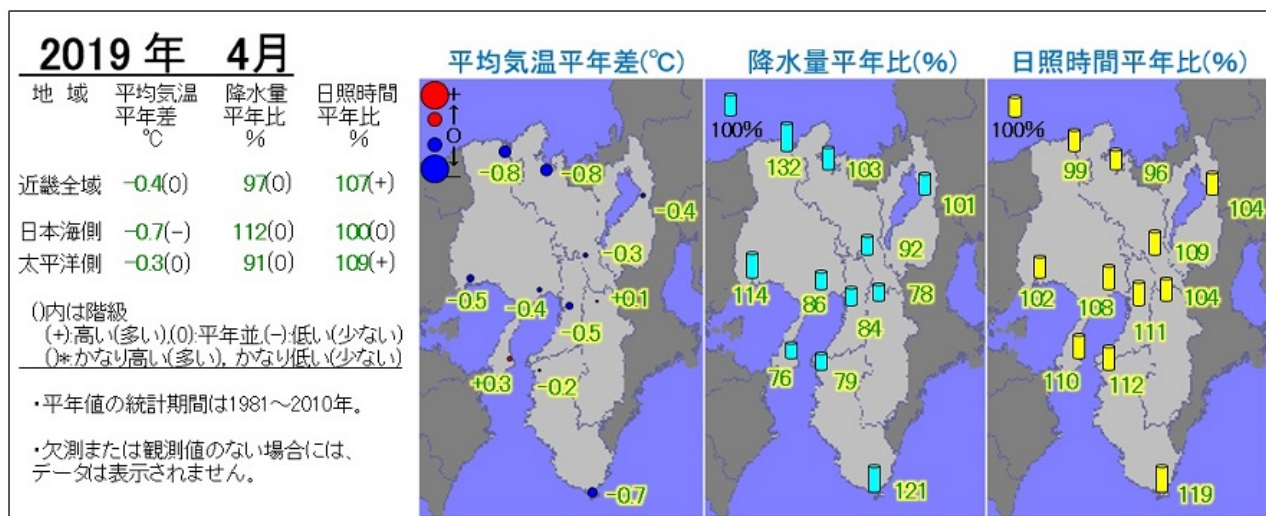 2019 年　4月
地 域　平均気温　降水量　日照時間
平年差　平年比　平年比
℃　%　%
近畿全域　-0.4(0)　97(0)　107(+)
日本海側　-0.7(-)　112(0)　100(0)
太平洋側　-0.3(0)　91(0)　109(+)
()内は階級
(+):高い(多い),(0):平年並,(-):低い(少ない)
()*:かなり高い(多い), かなり低い(少ない)
・平年値の統計期間は1981～2010年。
・欠測または観測値のない場合には、
データは表示されません。
平均気温平年差(℃)
+
↑
0
↓
-
-0.8
-0.8
-0.4
-0.3
-0.5
-0.4
+0.1
-0.5
+0.3
-0.2
-0.7
降水量平年比(%)
100%
132
103
101
92
114
86
78
84
76
79
121
日照時間平年比(%)
100%
99
96
104
109
102
108
104
111
110
112
119